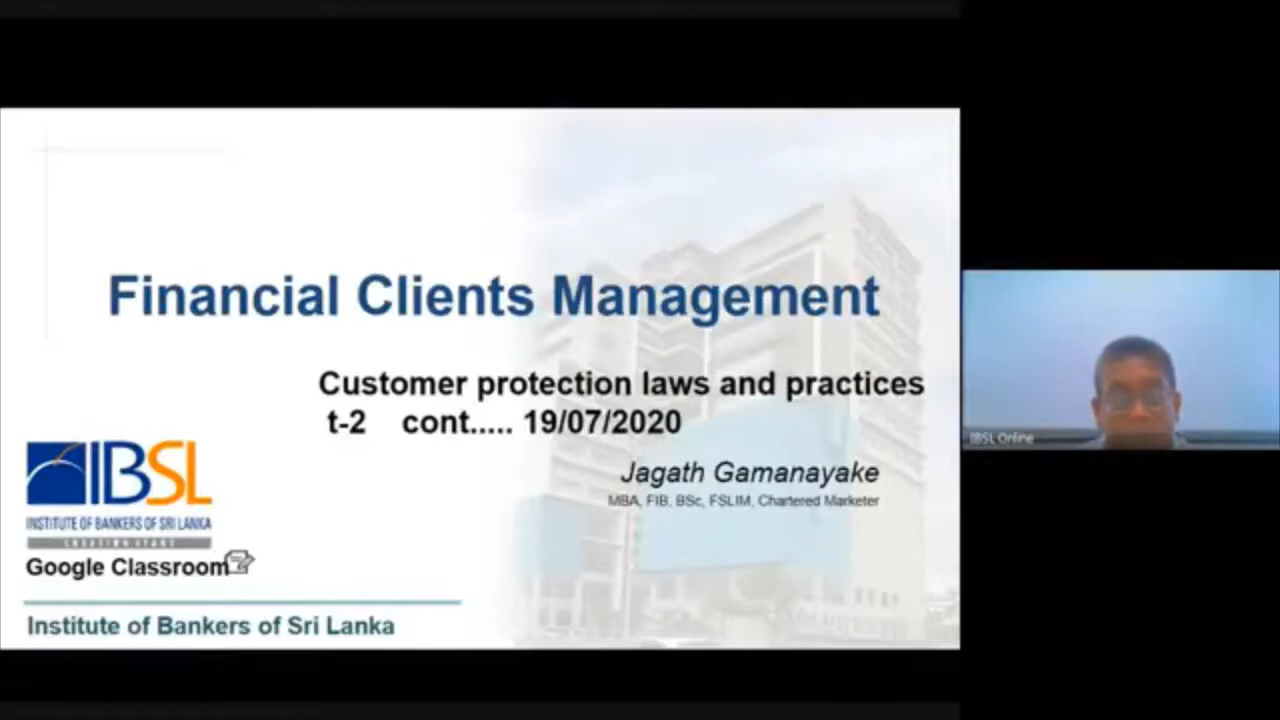 Financial Clients Management
Customer protection laws and practices
t-2 cont..... 19/07/2020
Jagath Gamanayake
MBA, FIB, BSc, FSLIM, Chartered Marketer
IBSL
INSTITUTE OF BANKERS OF SRI LANKA
Google Classroom
Institute of Bankers of Sri Lanka
IBSL Online